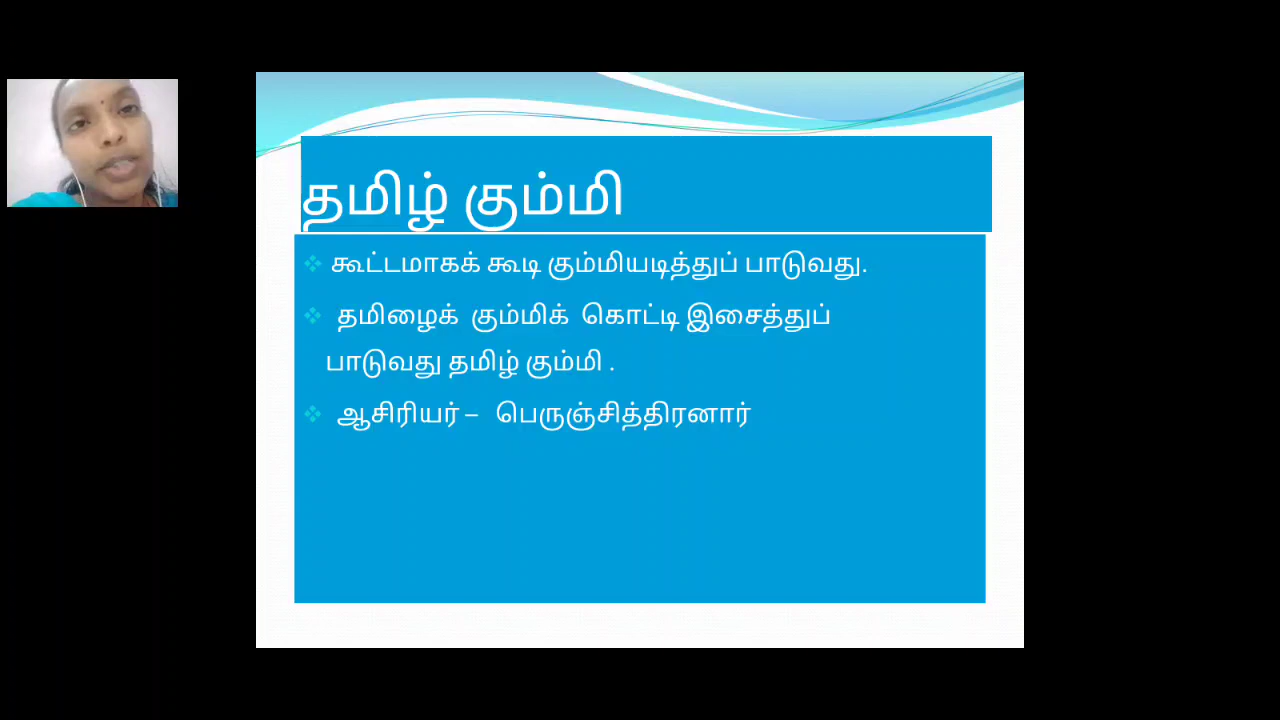 தமிழ் கும்மி
கூட்டமாகக் கூடி கும்மியடித்துப் பாடுவது.
தமிழைக் கும்மிக் கொட்டி இசைத்துப்
பாடுவது தமிழ் கும்மி .
ஆசிரியர் – பெருஞ்சித்திரனார்